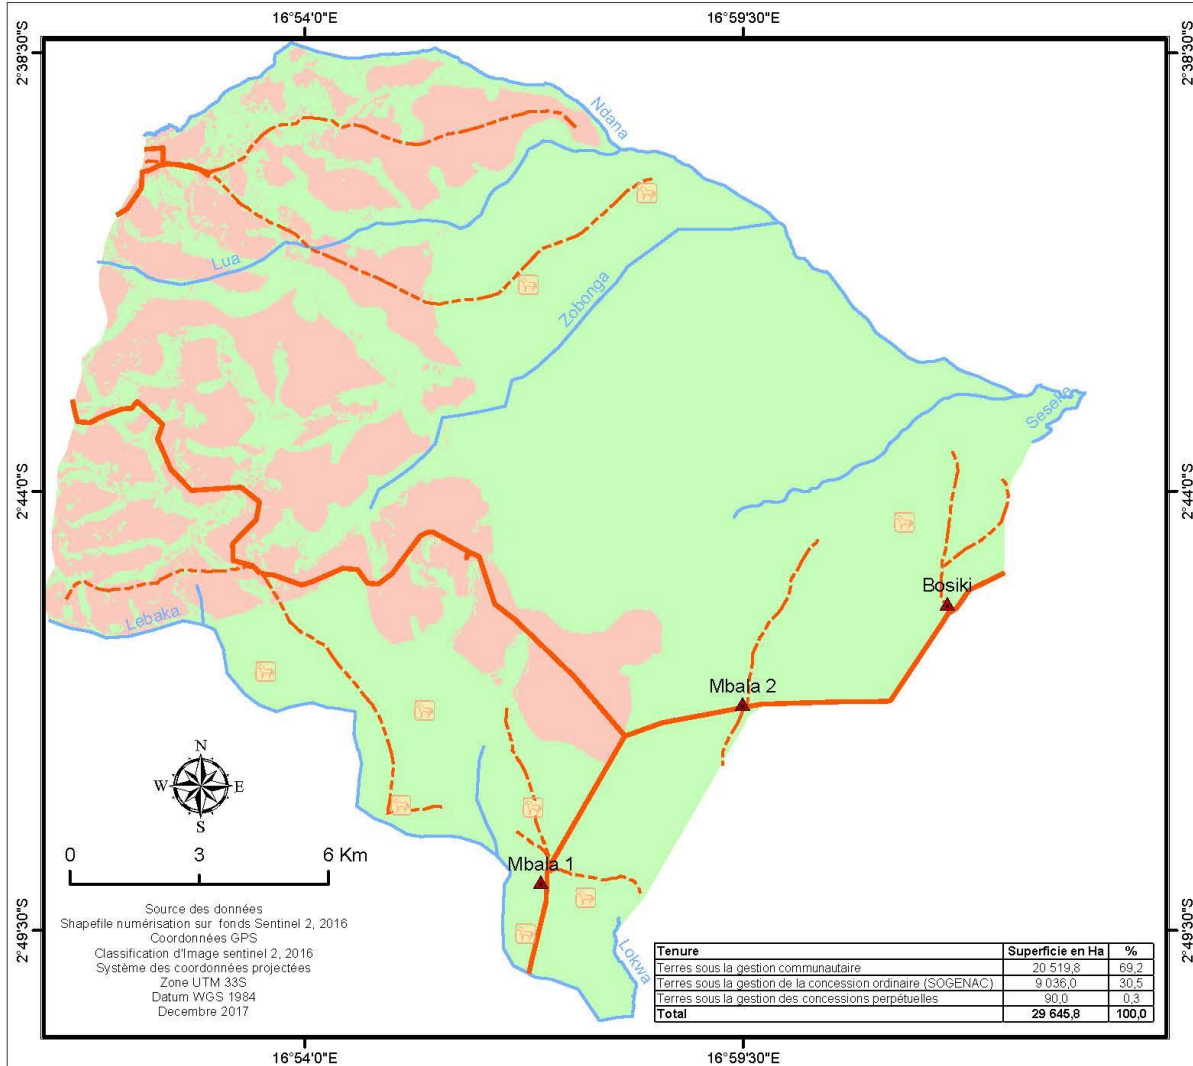 16°54'0"E 16°59'30"E
2°38'30"S 2°38'30"S
Ndana
Lua
Zobonga
Seseke
2°44'0"S 2°44'0"S
Bosiki
Lebaka
Mbala 2
N
W E
S
0 3 6 Km
Mbala 1
Source des données
Shapefile numérisation sur fonds Sentinel 2, 2016
Coordonnées GPS
Classification d'Image sentinel 2, 2016
Système des coordonnées projectées
Zone UTM 33S
Datum WGS 1984
Decembre 2017
2°49'30"S 2°49'30"S
Lokwa
Tenure Superficie en Ha %
Terres sous la gestion communautaire 20 519,8 69,2
Terres sous la gestion de la concession ordinaire (SOGENAC) 9 036,0 30,5
Terres sous la gestion des concessions perpétuelles 90,0 0,3
Total 29 645,8 100,0
16°54'0"E 16°59'30"E